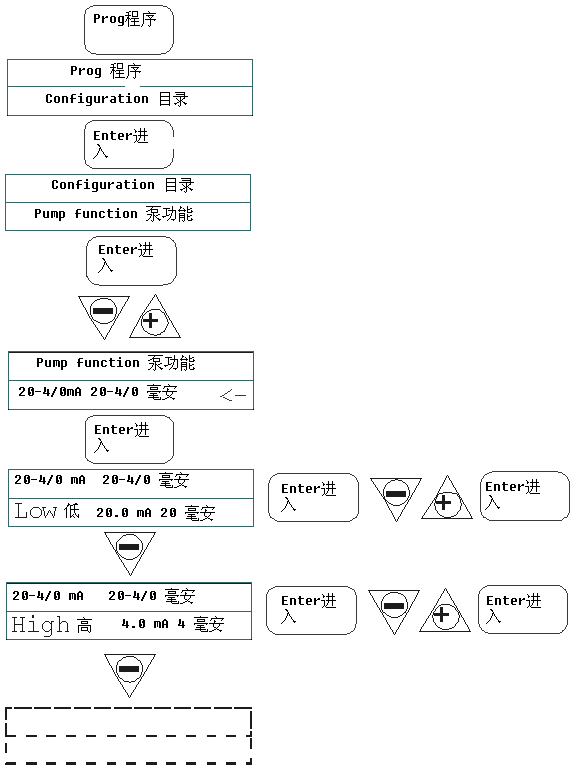 Prog程序
Prog 程序
Configuration 目录
Enter进
入
Configuration 目录
Pump function 泵功能
Enter进
入
Pump function 泵功能
20-4/0mA 20-4/0 毫安 <-
Enter进
入
20-4/0 mA 20-4/0 毫安
Low 低 20.0 mA 20 毫安
Enter进
入
Enter进
入
20-4/0 mA 20-4/0 毫安
High 高 4.0 mA 4 毫安
Enter进
入
Enter进
入